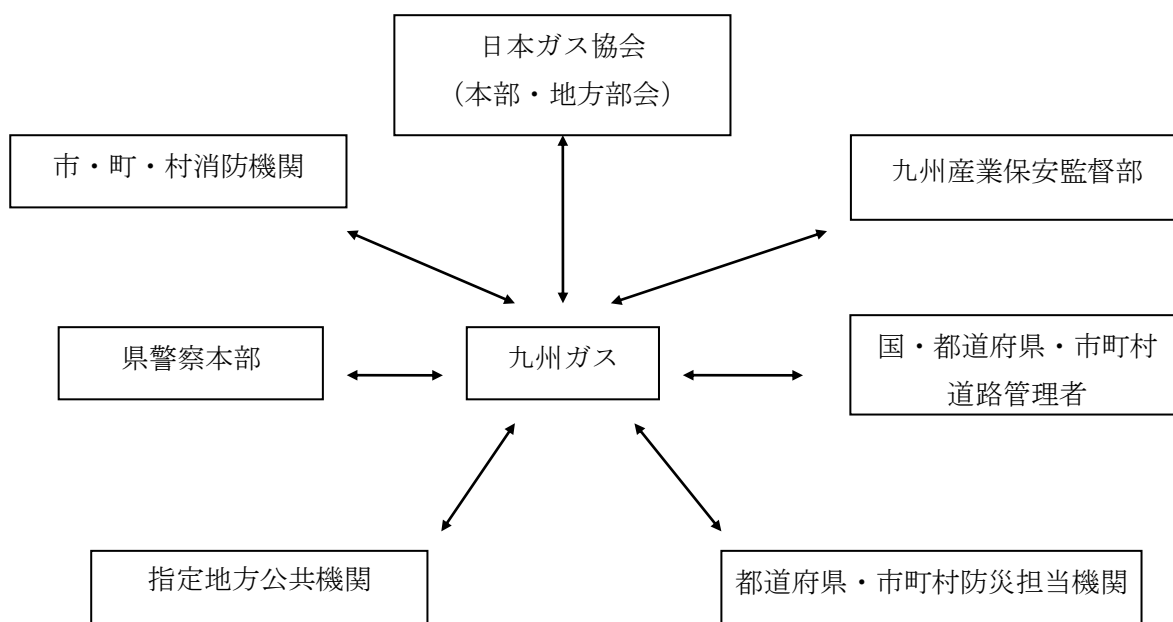 日本ガス協会
（本部・地方部会）
市・町・村消防機関
九州産業保安監督部
県警察本部
九州ガス
国・都道府県・市町村
道路管理者
指定地方公共機関
都道府県・市町村防災担当機関